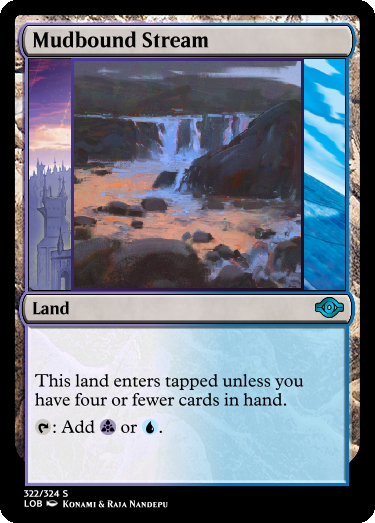 Mudbound Stream
Land
This land enters tapped unless you
have four or fewer cards in hand.
: Add or .
322/324 S
LOB Konami & Raja Nandepu